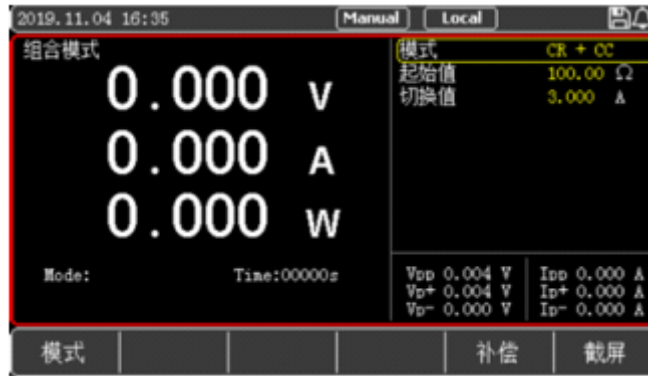 2019.11.04 16:35 Manual Local
组合模式
0.000 V
0.000 A
0.000 W
Mode: Time:00000s
模式 CR + CC
起始值 100.00 Ω
切换值 3.000 A
Vpp 0.004 V Ipp 0.000 A
Vp+ 0.004 V Ip+ 0.000 A
Vp- 0.000 V Ip- 0.000 A
模式 补偿 截屏